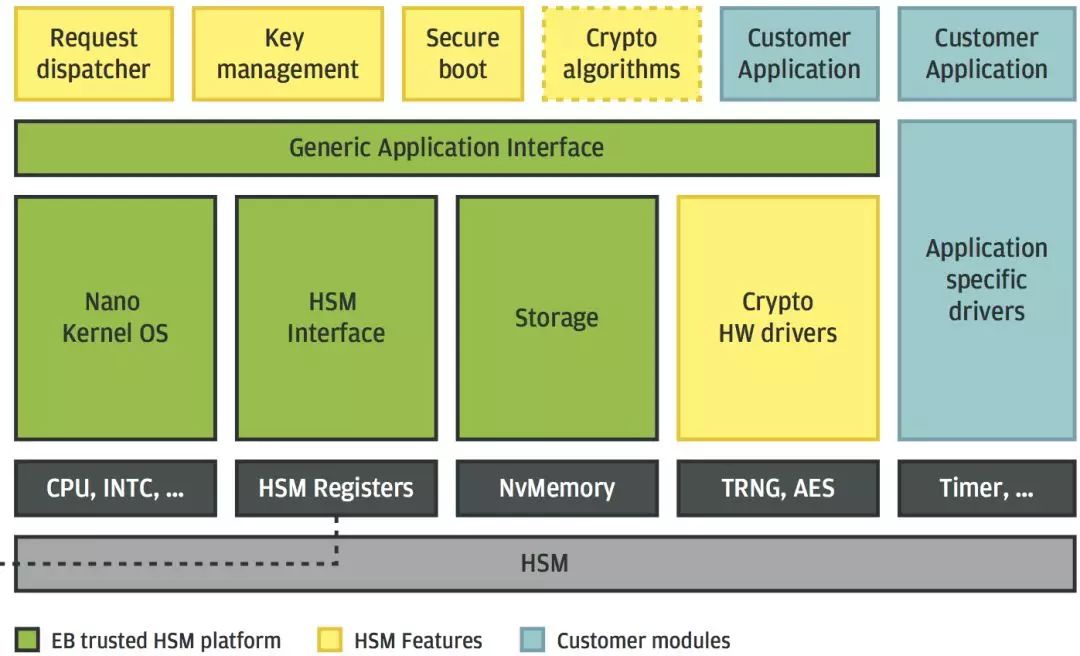 Request
dispatcher
Key
management
Secure
boot
Crypto
algorithms
Customer
Application
Customer
Application
Generic Application Interface
Nano
Kernel OS
HSM
Interface
Storage
Crypto
HW drivers
Application
specific
drivers
CPU, INTC, ...
HSM Registers
NvMemory
TRNG, AES
Timer, ...
HSM
EB trusted HSM platform
HSM Features
Customer modules